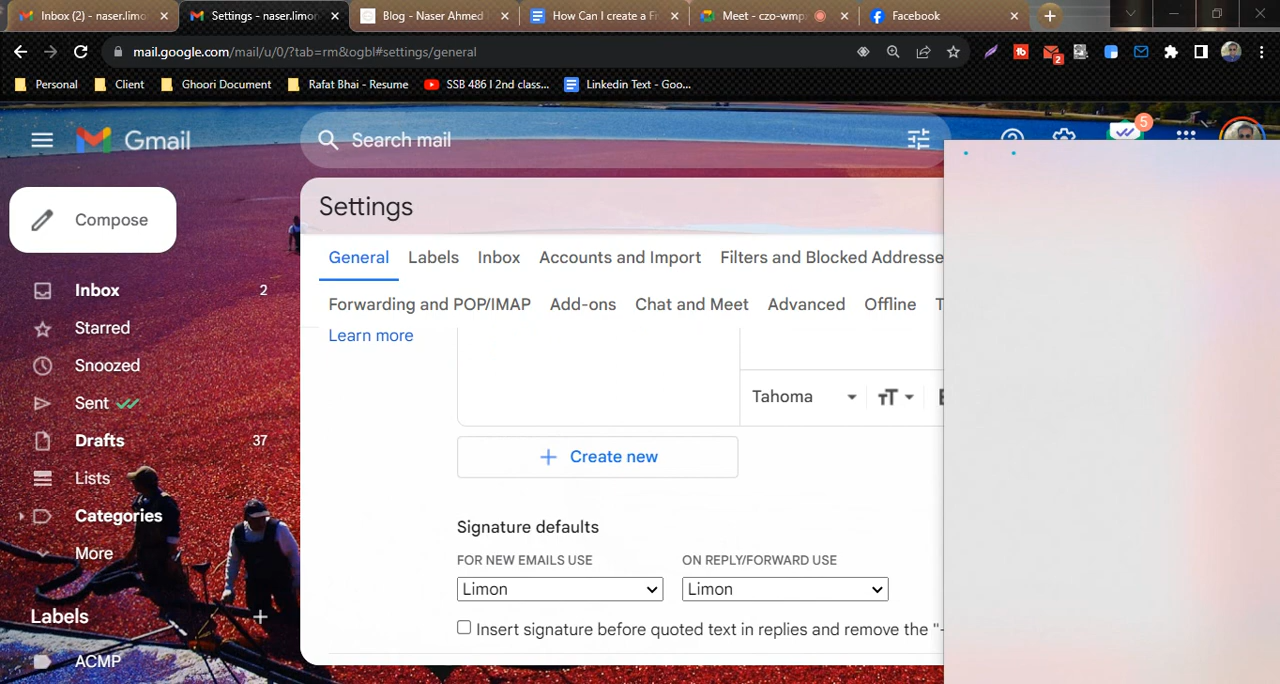 Inbox (2) - naser.limo
Settings - naser.limon
Blog - Naser Ahmed
How Can I create a Fr
Meet - czo-wmp
Facebook
mail.google.com/mail/u/0/?tab=rm&ogbl#settings/general
2
Personal
Client
Ghoori Document
Rafat Bhai - Resume
SSB 486 l 2nd class...
Linkedin Text - Goo...
Gmail
Search mail
5
Compose
Settings
General
Labels
Inbox
Accounts and Import
Filters and Blocked Addresse
Forwarding and POP/IMAP
Add-ons
Chat and Meet
Advanced
Offline
T
Learn more
Tahoma
Create new
Signature defaults
FOR NEW EMAILS USE
ON REPLY/FORWARD USE
Limon
Limon
Insert signature before quoted text in replies and remove the "-
Inbox 2
Starred
Snoozed
Sent
Drafts 37
Lists
Categories
More
Labels
ACMP